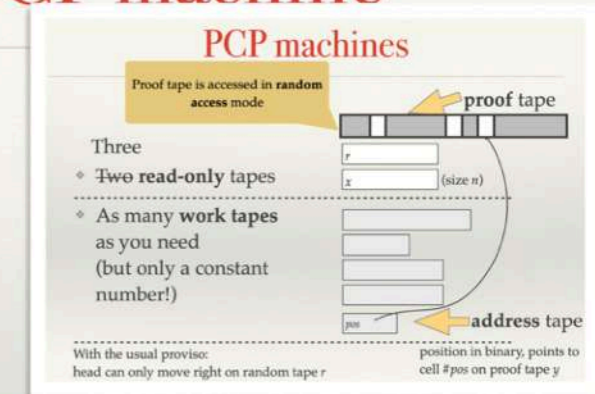 PCP machines
Proof tape is accessed in random
access mode
proof tape
Three
r
Two read-only tapes
x
(size n)
As many work tapes
as you need
(but only a constant
number!)
pos
address tape
With the usual proviso:
head can only move right on random tape r
position in binary, points to
cell #pos on proof tape y